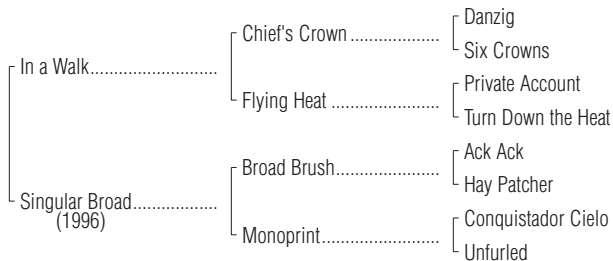 Danzig
Chief's Crown
Six Crowns
In a Walk
Private Account
Flying Heat
Turn Down the Heat
Ack Ack
Broad Brush
Hay Patcher
Singular Broad
(1996)
Conquistador Cielo
Monoprint
Unfurled